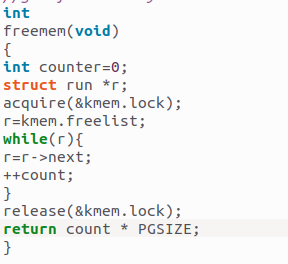 int
freemem(void)
{
int counter=0;
struct run *r;
acquire(&kmem.lock);
r=kmem.freelist;
while(r){
r=r->next;
++count;
}
release(&kmem.lock);
return count * PGSIZE;
}